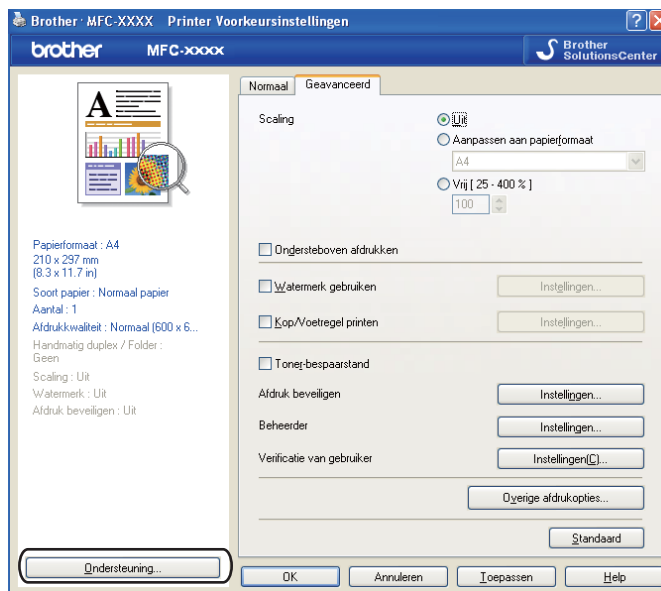 Brother MFC-XXXX Printer Voorkeursinstellingen
brother MFC-xxxx
Brother SolutionsCenter
Normaal Geavanceerd
A
Papierformaat : A4
210 x 297 mm
(8.3 x 11.7 in)
Soort papier : Normaal papier
Aantal : 1
Afdrukkwaliteit : Normaal (600 x 6...
Handmatig duplex / Folder :
Geen
Scaling : Uit
Watermerk : Uit
Afdruk beveiligen : Uit
Ondersteuning...
Scaling
Uit
Aanpassen aan papierformaat
A4
Vrij [ 25 - 400 % ]
100
Ondersteboven afdrukken
Watermerk gebruiken Instellingen...
Kop/Voetregel printen Instellingen...
Toner-bespaarstand
Afdruk beveiligen Instellingen...
Beheerder Instellingen...
Verificatie van gebruiker Instellingen(C)...
Overige afdrukopties...
Standaard
OK Annuleren Toepassen Help